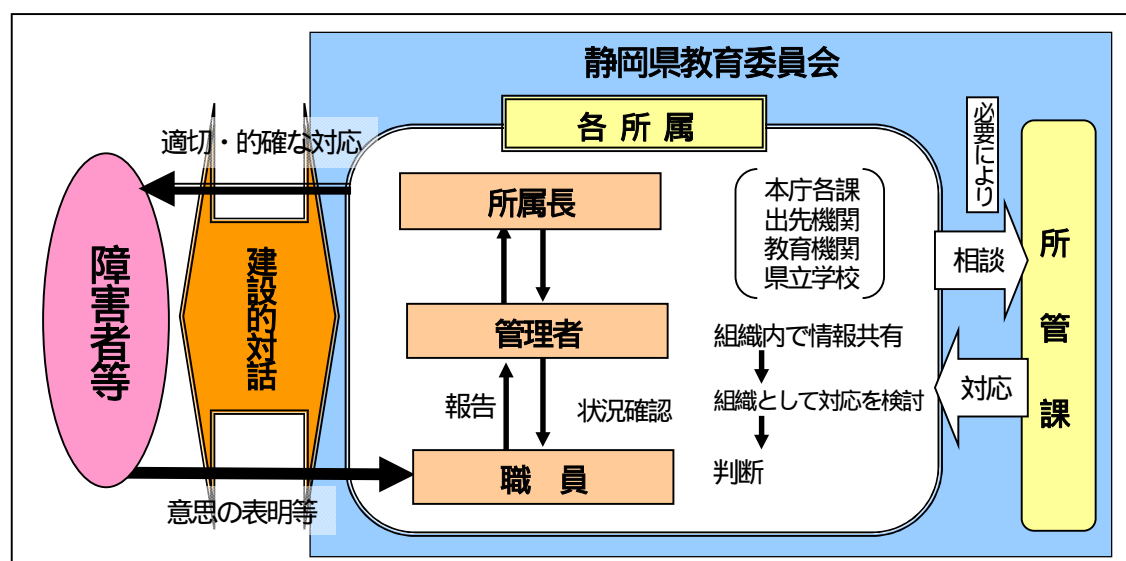 静岡県教育委員会
各所属
必要により
適切・的確な対応
所属長
本庁各課
出先機関
教育機関
県立学校
障害者等
建設的対話
相談
所管課
管理者
組織内で情報共有
報告
状況確認
組織として対応を検討
対応
職 員
判断
意思の表明等